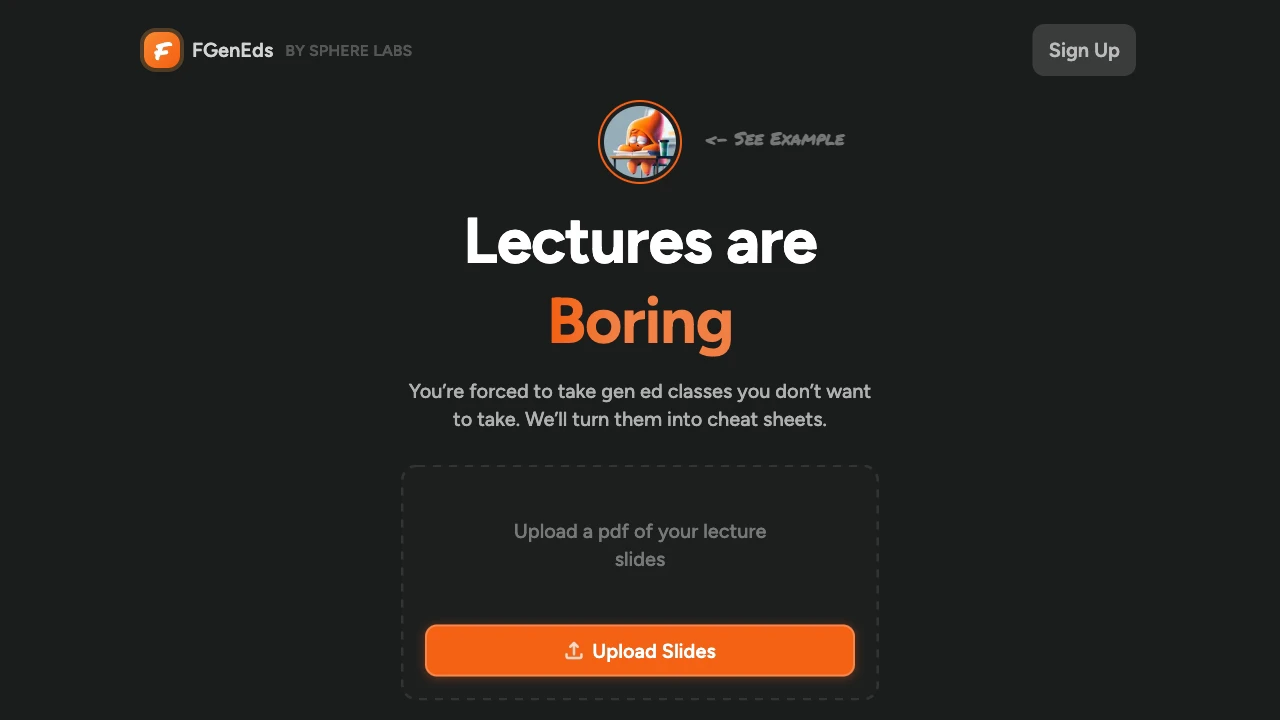 FGenEds BY SPHERE LABS
Sign Up
<- See Example
Lectures are
Boring
You’re forced to take gen ed classes you don’t want
to take. We’ll turn them into cheat sheets.
Upload a pdf of your lecture
slides
Upload Slides